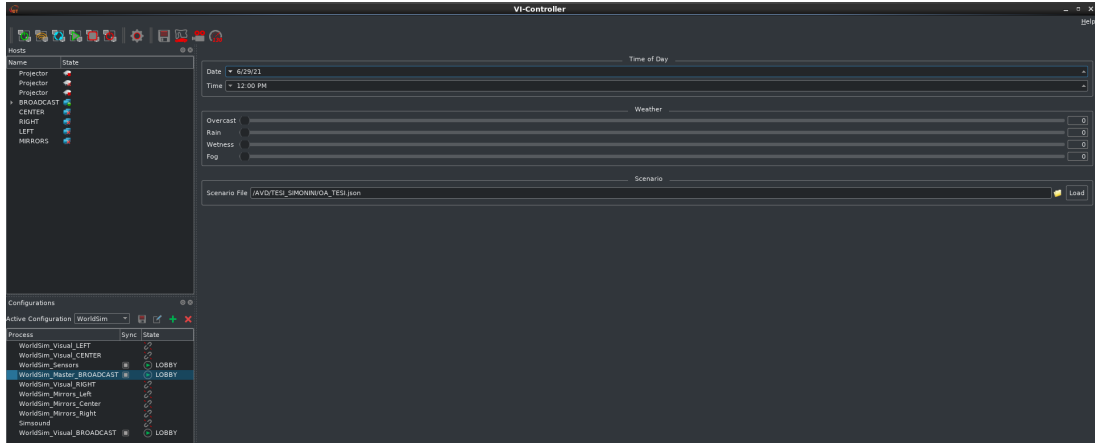 VI-Controller
Help
Hosts
Name State
Projector
Projector
Projector
BROADCAST
CENTER
RIGHT
LEFT
MIRRORS
Time of Day
Date 6/29/21
Time 12:00 PM
Weather
Overcast 0
Rain 0
Wetness 0
Fog 0
Scenario
Scenario File /AVD/TESI_SIMONINI/OA_TESI.json Load
Configurations
Active Configuration WorldSim
Process Sync State
WorldSim_Visual_LEFT
WorldSim_Visual_CENTER
WorldSim_Sensors LOBBY
WorldSim_Master_BROADCAST LOBBY
WorldSim_Visual_RIGHT
WorldSim_Mirrors_Left
WorldSim_Mirrors_Center
WorldSim_Mirrors_Right
Simsound
WorldSim_Visual_BROADCAST LOBBY